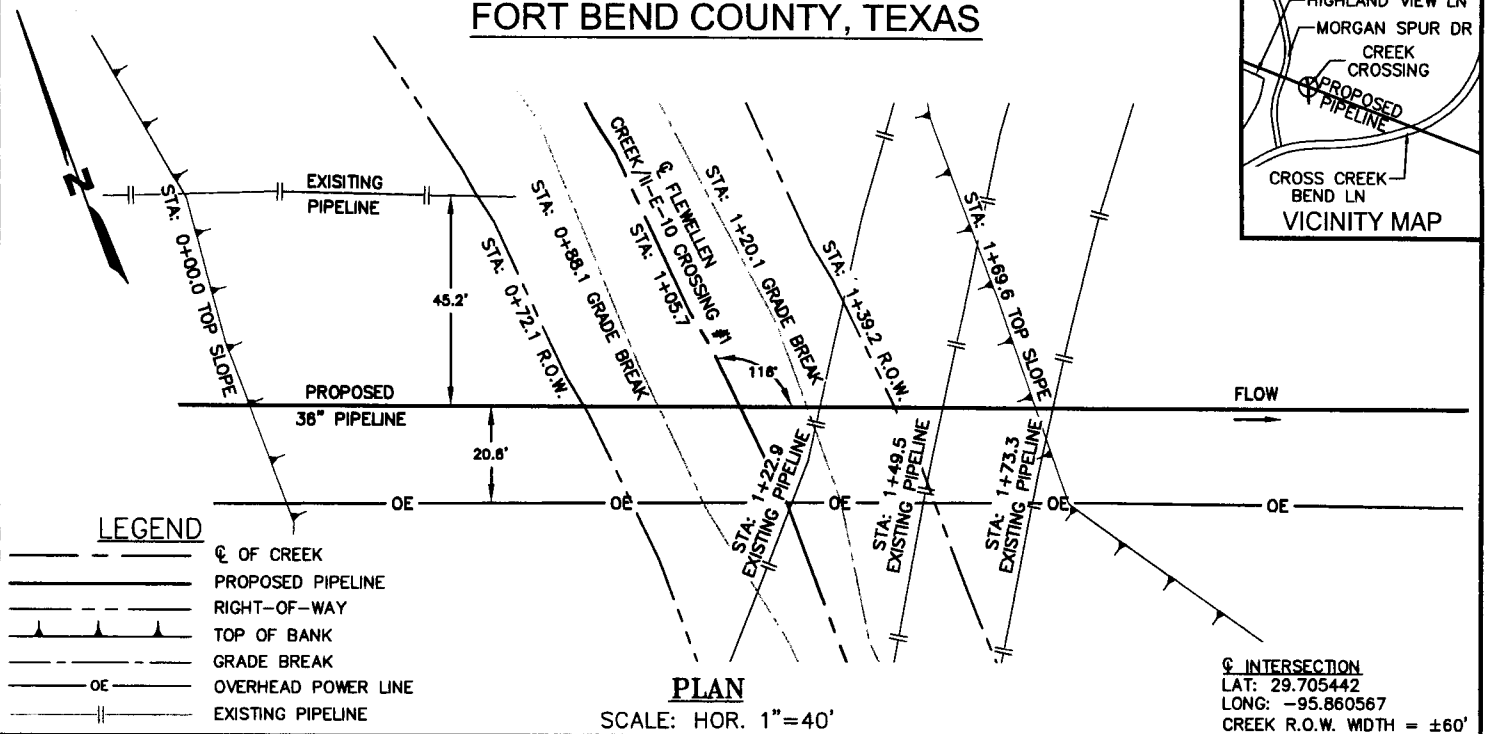 FORT BEND COUNTY, TEXAS
HIGHLAND VIEW LN
MORGAN SPUR DR
CREEK
CROSSING
PROPOSED
PIPELINE
CROSS CREEK
BEND LN
VICINITY MAP
N
EXISITING
PIPELINE
STA: 0+00.0 TOP SLOPE
45.2'
STA: 0+72.1 R.O.W.
STA: 0+88.1 GRADE BREAK
℄ FLEWELLEN
CREEK/II-E-10 CROSSING #1
STA: 1+05.7
STA: 1+20.1 GRADE BREAK
116°
STA: 1+39.2 R.O.W.
STA: 1+69.6 TOP SLOPE
PROPOSED
36" PIPELINE
FLOW
20.6'
STA: 1+22.9
EXISTING PIPELINE
STA: 1+49.5
EXISTING PIPELINE
STA: 1+73.3
EXISTING PIPELINE
OE OE OE OE OE
LEGEND
℄ OF CREEK
PROPOSED PIPELINE
RIGHT-OF-WAY
TOP OF BANK
GRADE BREAK
OE OVERHEAD POWER LINE
EXISTING PIPELINE
PLAN
SCALE: HOR. 1"=40'
℄ INTERSECTION
LAT: 29.705442
LONG: -95.860567
CREEK R.O.W. WIDTH = ±60'